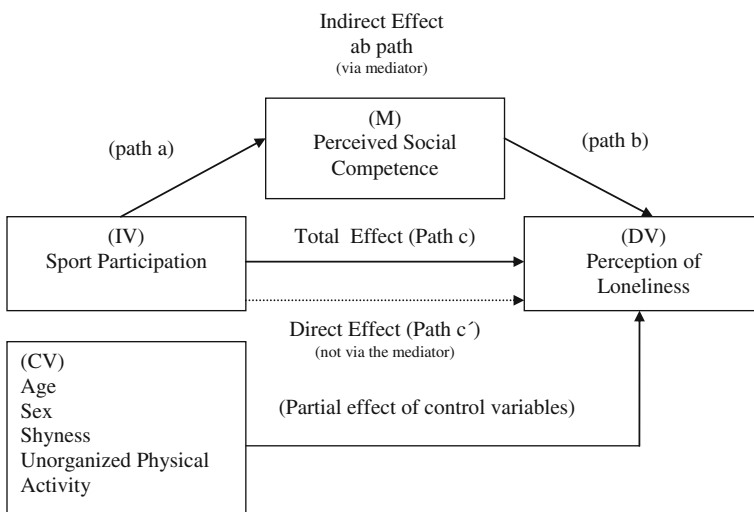 Indirect Effect
ab path
(via mediator)
(M)
Perceived Social
Competence
(path a)
(path b)
(IV)
Sport Participation
Total Effect (Path c)
(DV)
Perception of
Loneliness
Direct Effect (Path c´)
(not via the mediator)
(CV)
Age
Sex
Shyness
Unorganized Physical
Activity
(Partial effect of control variables)